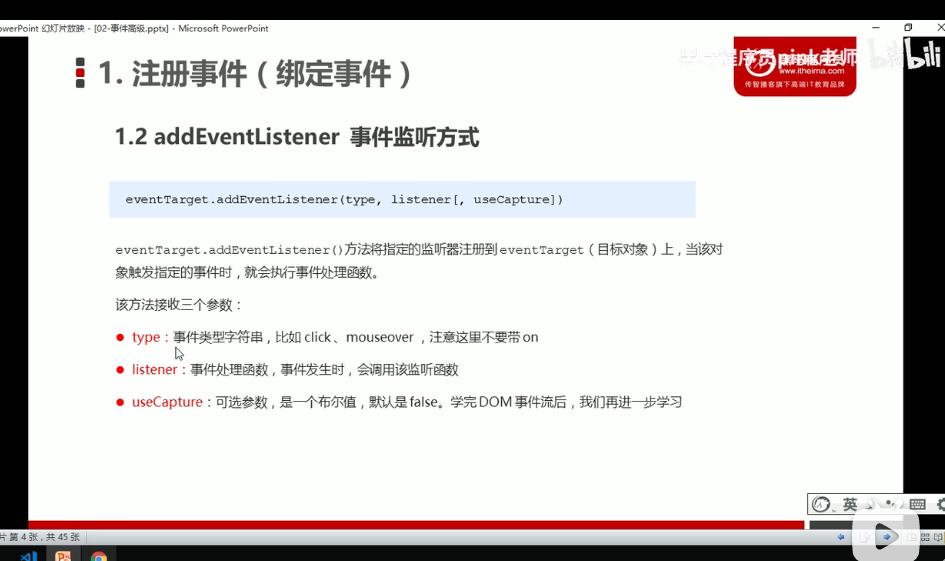 owerPoint 幻灯片放映 - [02-事件高级.pptx] - Microsoft PowerPoint
1. 注册事件（绑定事件）
黑马程序员pink老师
bilibili
www.itheima.com
传智播客旗下高端IT教育品牌
1.2 addEventListener 事件监听方式
eventTarget.addEventListener(type, listener[, useCapture])
eventTarget.addEventListener()方法将指定的监听器注册到 eventTarget（目标对象）上，当该对
象触发指定的事件时，就会执行事件处理函数。
该方法接收三个参数：
type：事件类型字符串，比如 click、mouseover ，注意这里不要带 on
listener：事件处理函数，事件发生时，会调用该监听函数
useCapture：可选参数，是一个布尔值，默认是 false。学完 DOM 事件流后，我们再进一步学习
英
片 第 4 张，共 45 张